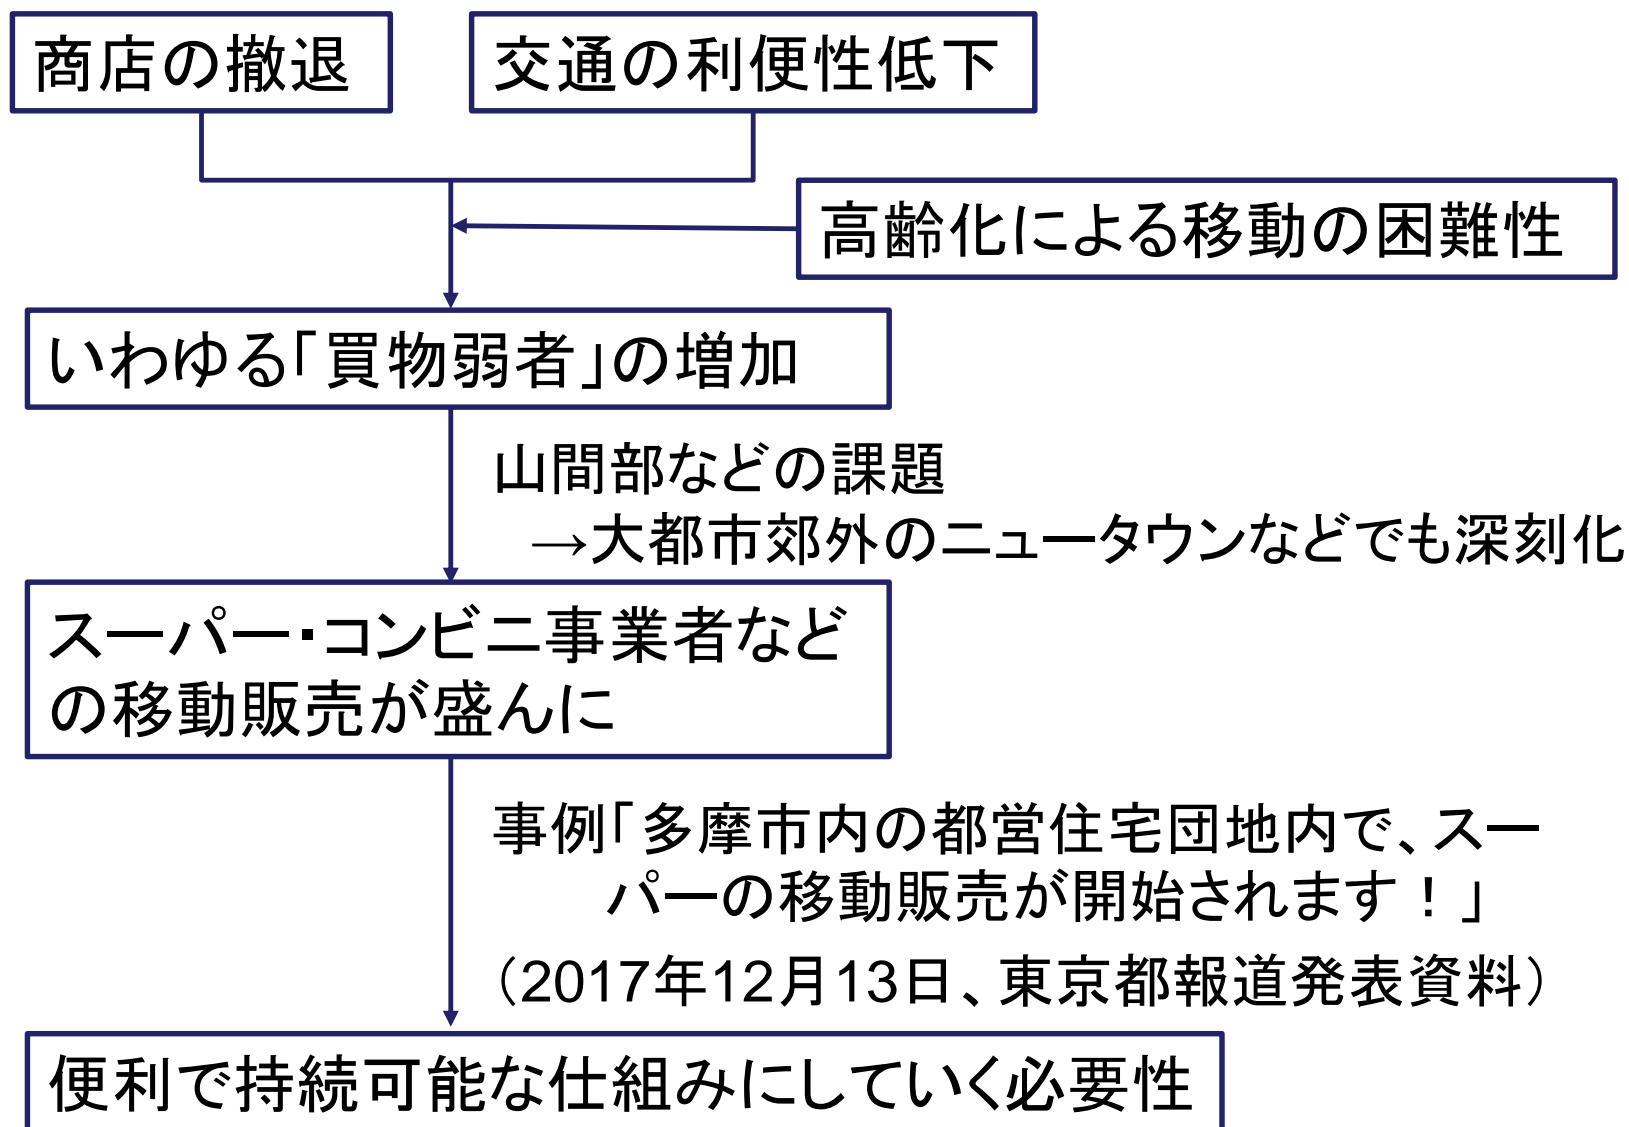 商店の撤退
交通の利便性低下
高齢化による移動の困難性
いわゆる「買物弱者」の増加
山間部などの課題
→大都市郊外のニュータウンなどでも深刻化
スーパー・コンビニ事業者など
の移動販売が盛んに
事例「多摩市内の都営住宅団地内で、スー
パーの移動販売が開始されます！」
（2017年12月13日、東京都報道発表資料）
便利で持続可能な仕組みにしていく必要性